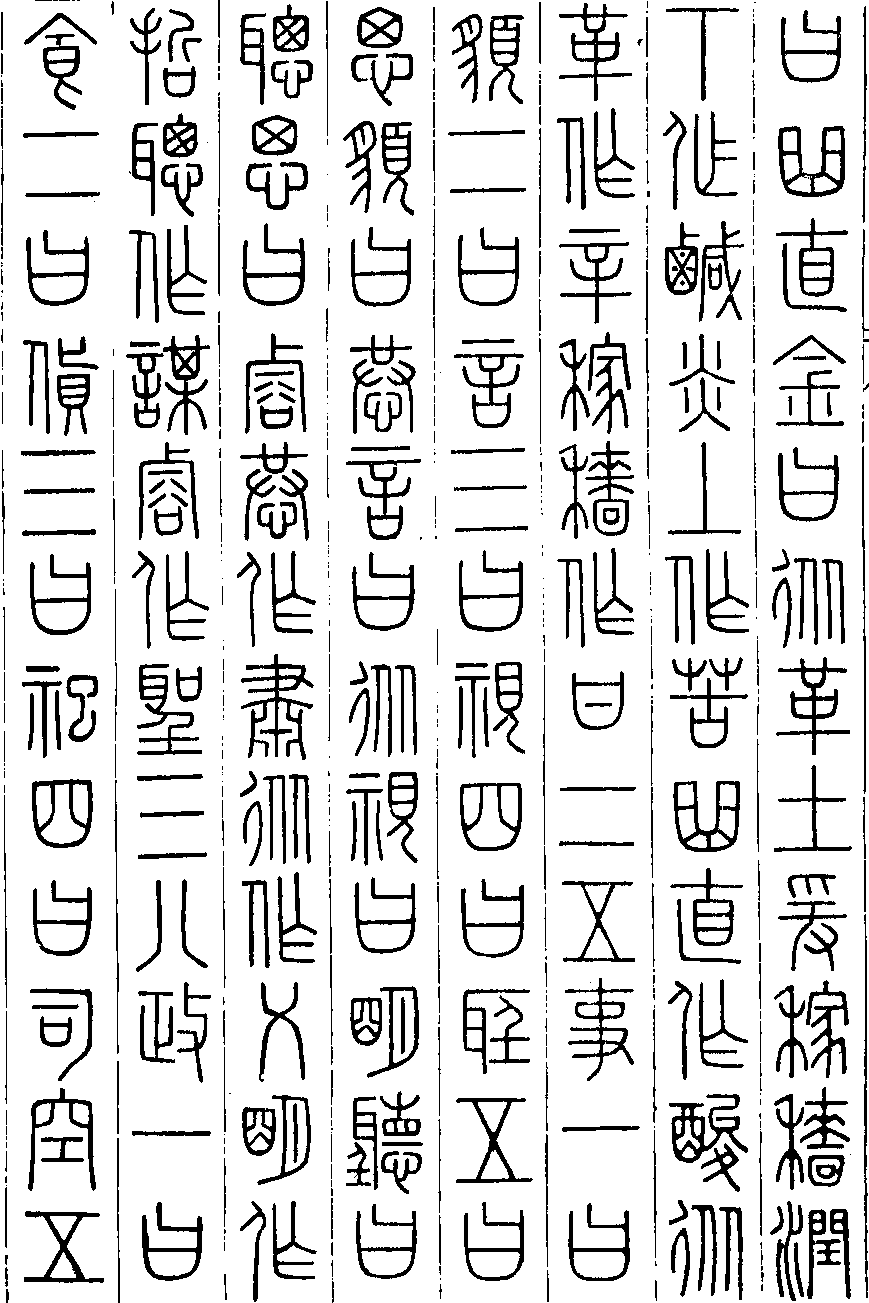 曰曲直金曰從革土爰稼穡潤
下作鹹炎上作苦曲直作酸從
革作辛稼穡作甘二五事一曰
貌二曰言三曰視四曰聽五曰
思貌曰恭言曰從視曰明聽曰
聰思曰睿恭作肅從作乂明作
哲聰作謀睿作聖三八政一曰
食二曰貨三曰祀四曰司空五